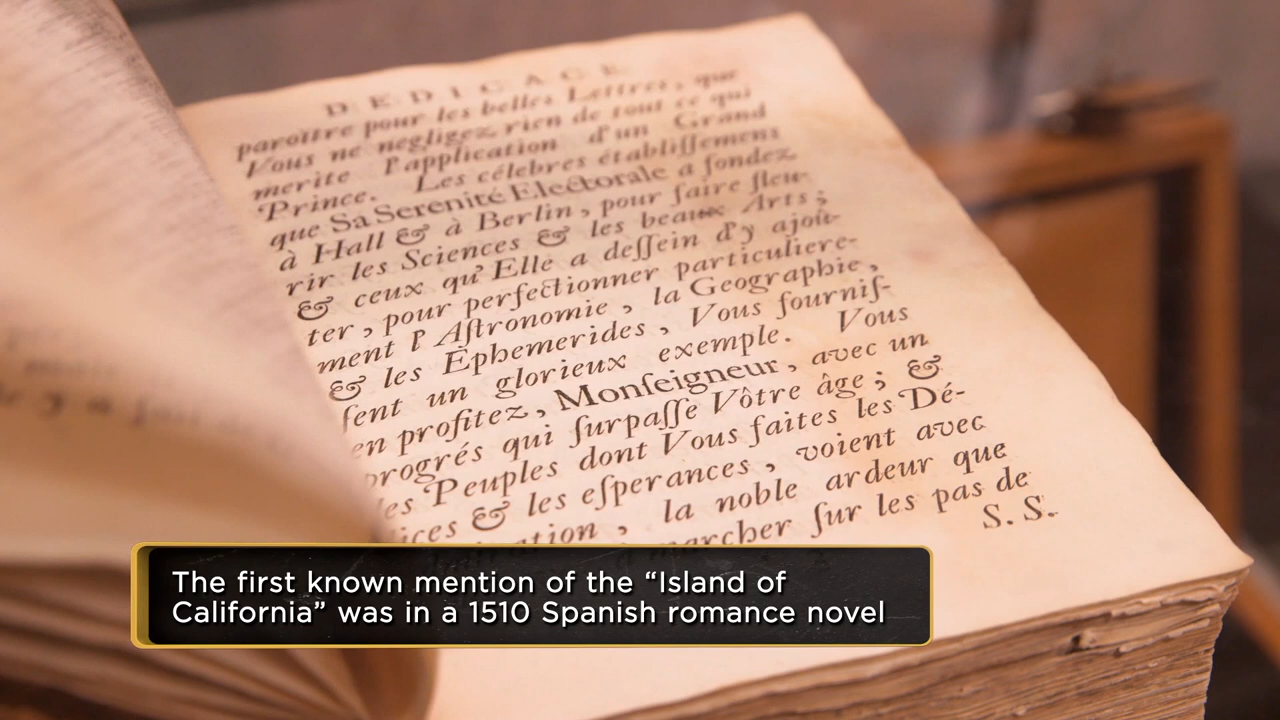 DEDICACE
paroître pour les belles Lettres, que
Vous ne negligez rien de tout ce qui
merite l'application d'un Grand
Prince. Les célebres établiſſemens
que Sa Serenité Electorale a fondez
à Hall & à Berlin, pour faire fleu-
rir les Sciences & les beaux Arts;
& ceux qu'Elle a deſſein d'y ajoû-
ter, pour perfectionner particuliere-
ment l'Aſtronomie, la Geographie,
& les Ephemerides, Vous fourniſ-
ſent un glorieux exemple. Vous
en profitez, Monſeigneur, avec un
progrés qui ſurpaſſe Vôtre âge; &
les Peuples dont Vous faites les Dé-
lices & les eſperances, voient avec
la noble ardeur que
marcher ſur les pas de
S. S.
The first known mention of the “Island of
California” was in a 1510 Spanish romance novel